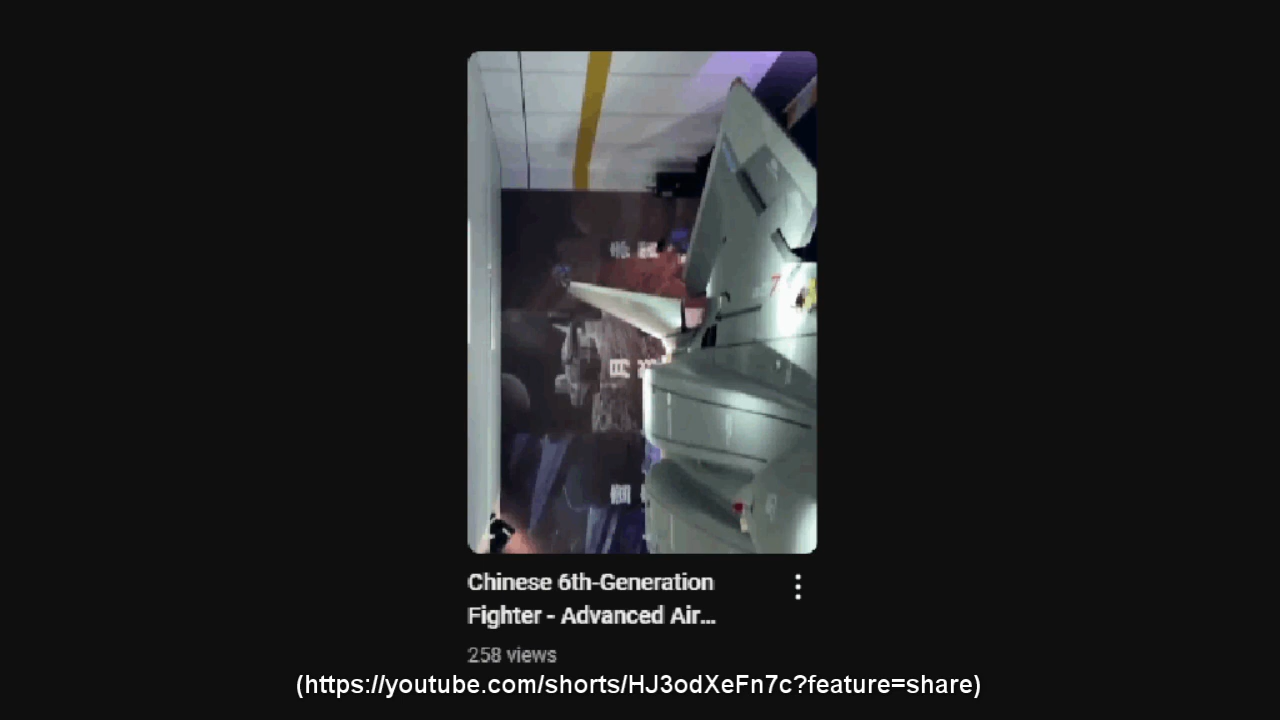 Chinese 6th-Generation
Fighter - Advanced Air...
258 views
(https://youtube.com/shorts/HJ3odXeFn7c?feature=share)